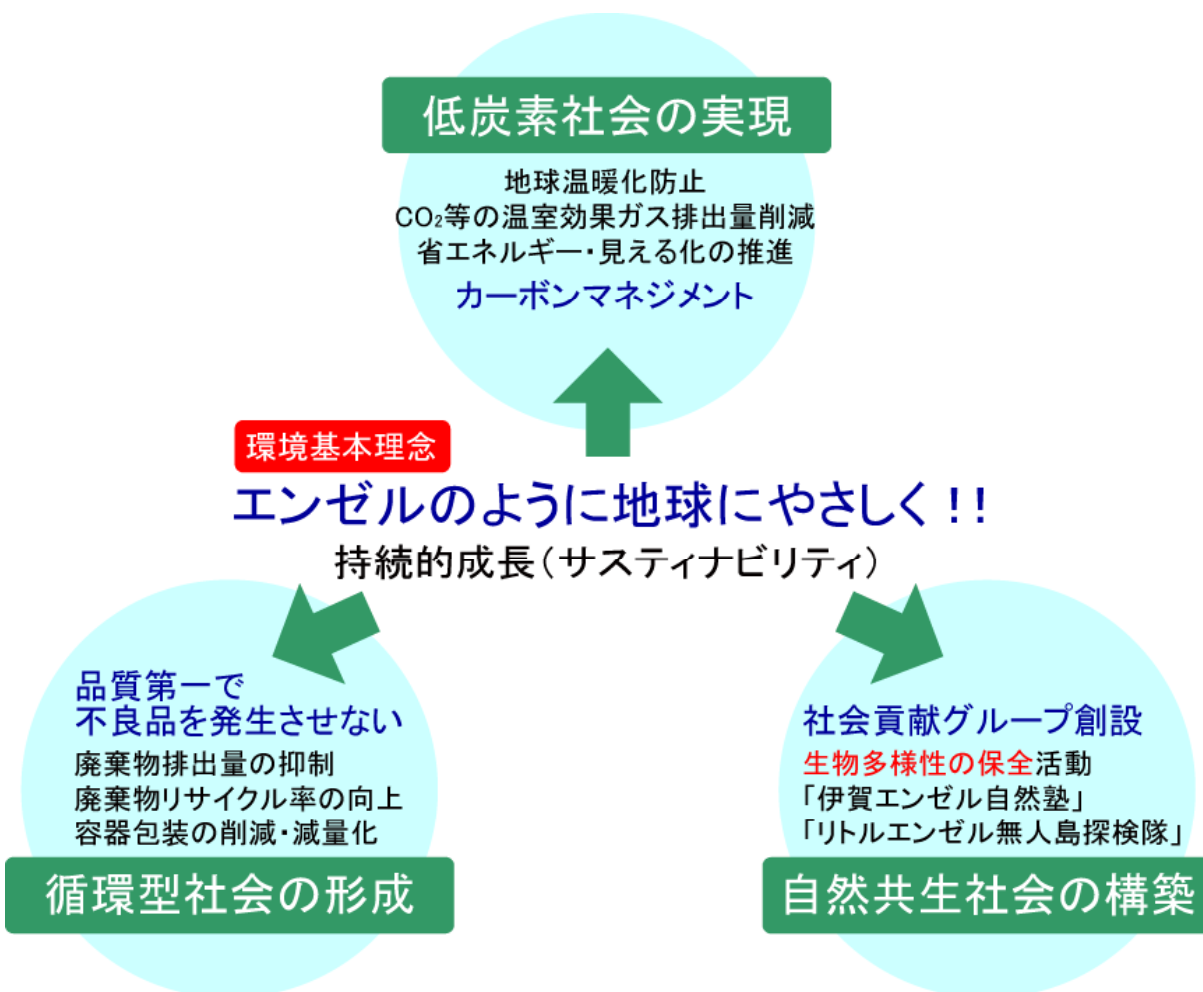 低炭素社会の実現
地球温暖化防止
CO₂等の温室効果ガス排出量削減
省エネルギー・見える化の推進
カーボンマネジメント
環境基本理念
エンゼルのように地球にやさしく!!
持続的成長(サスティナビリティ)
品質第一で
不良品を発生させない
廃棄物排出量の抑制
廃棄物リサイクル率の向上
容器包装の削減・減量化
循環型社会の形成
社会貢献グループ創設
生物多様性の保全活動
「伊賀エンゼル自然塾」
「リトルエンゼル無人島探検隊」
自然共生社会の構築